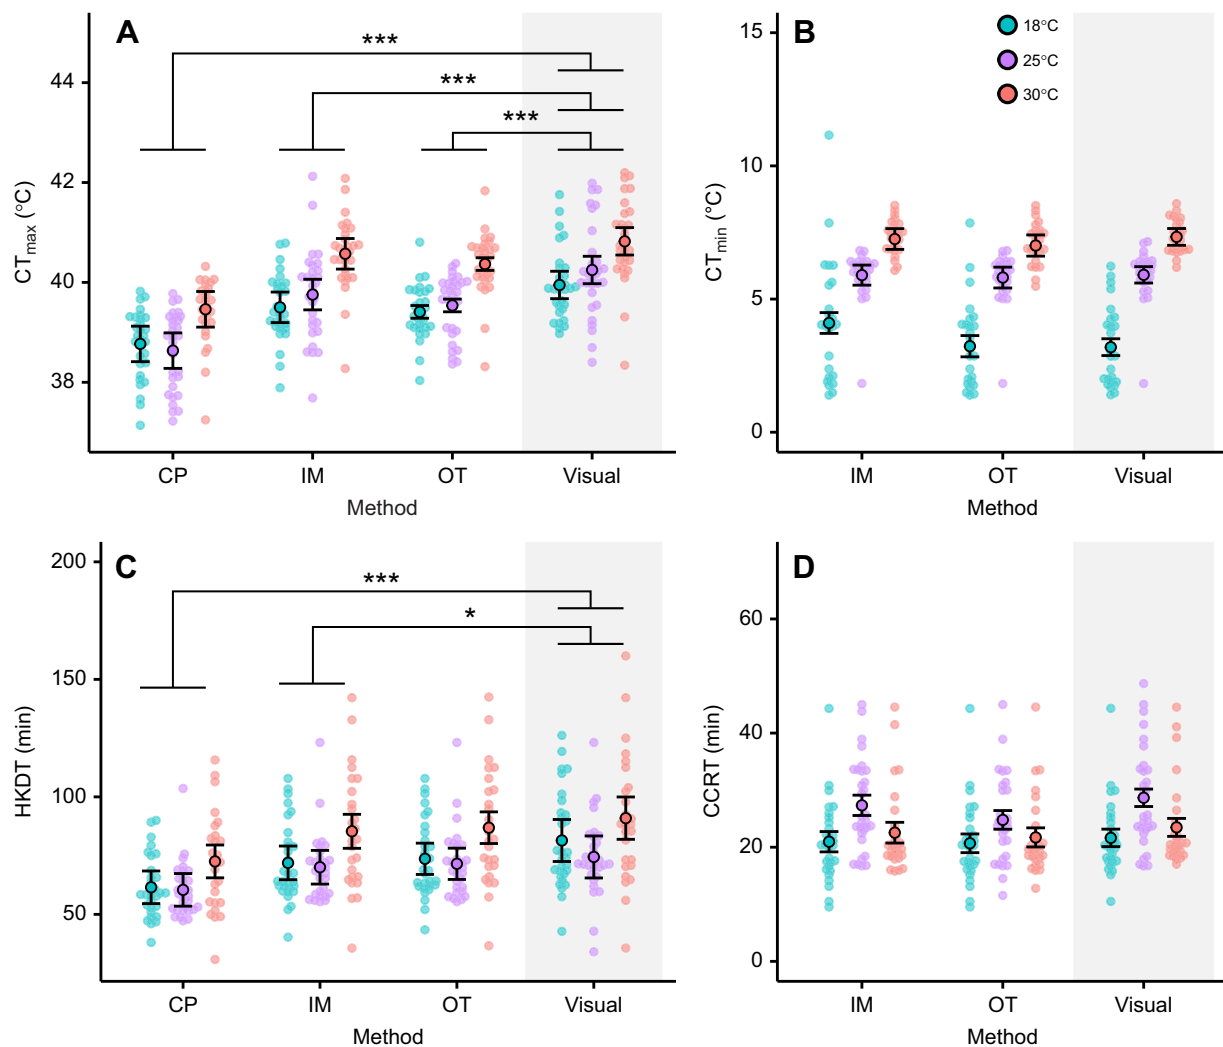 A
***
***
***
44
42
40
38
CTmax (°C)
CP IM OT Visual
Method
B
18°C
25°C
30°C
15
10
5
0
CTmin (°C)
IM OT Visual
Method
C
***
*
200
150
100
50
HKDT (min)
CP IM OT Visual
Method
D
60
40
20
0
CCRT (min)
IM OT Visual
Method